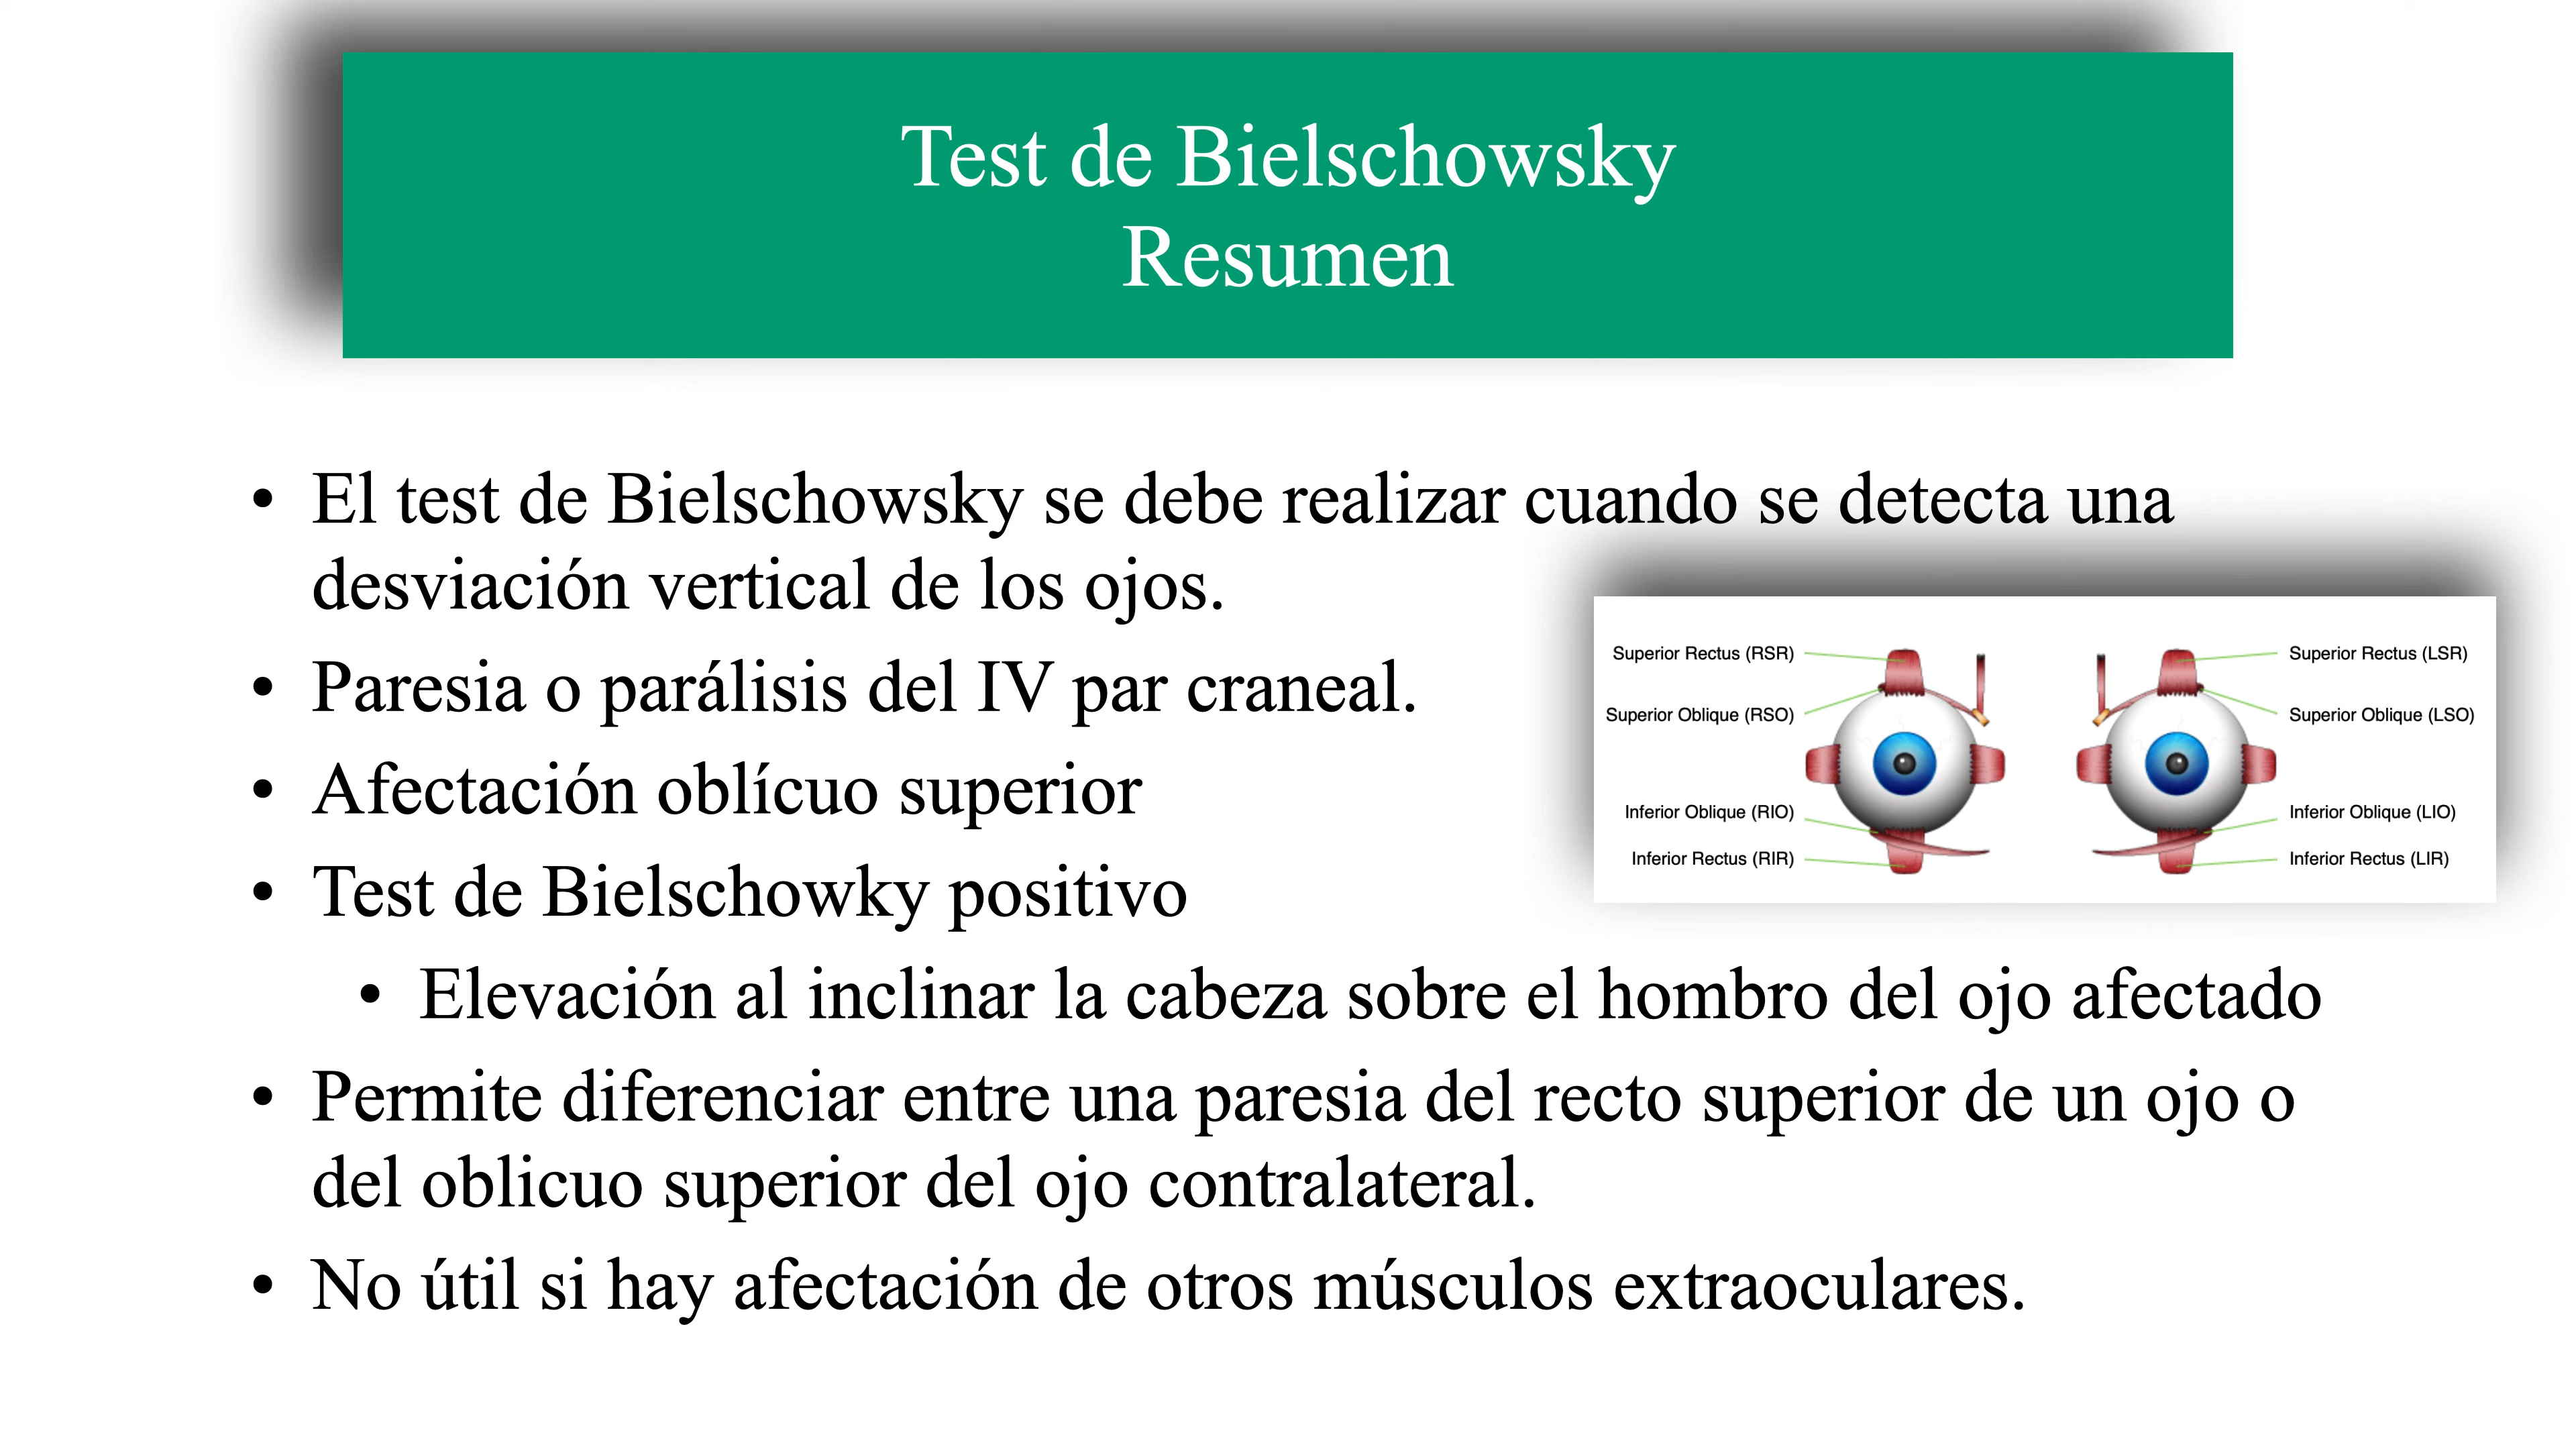 Test de Bielschowsky
Resumen
• El test de Bielschowsky se debe realizar cuando se detecta una
desviación vertical de los ojos.
• Paresia o parálisis del IV par craneal.
• Afectación oblícuo superior
• Test de Bielschowky positivo
• Elevación al inclinar la cabeza sobre el hombro del ojo afectado
• Permite diferenciar entre una paresia del recto superior de un ojo o
del oblicuo superior del ojo contralateral.
• No útil si hay afectación de otros músculos extraoculares.
Superior Rectus (RSR)
Superior Oblique (RSO)
Inferior Oblique (RIO)
Inferior Rectus (RIR)
Superior Rectus (LSR)
Superior Oblique (LSO)
Inferior Oblique (LIO)
Inferior Rectus (LIR)